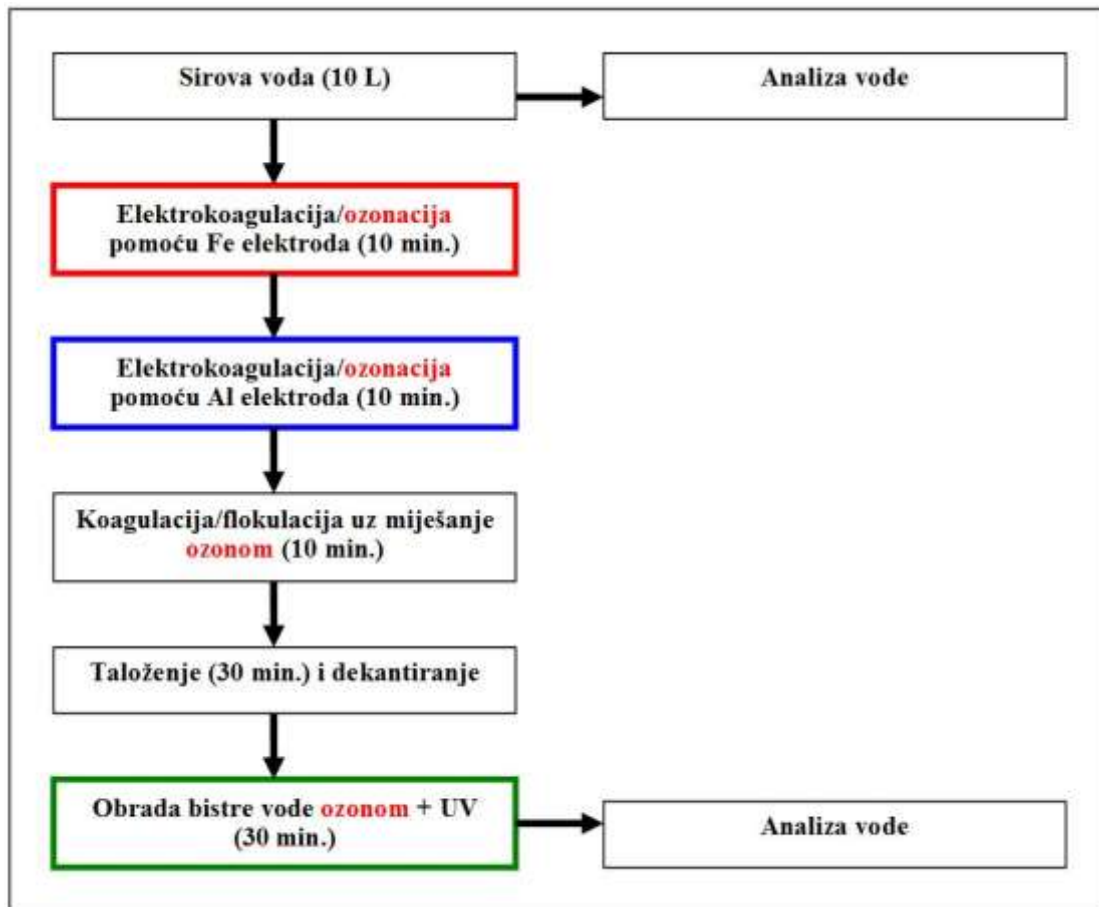 Sirova voda (10 L)
Analiza vode
Elektrokoagulacija/ozonacija
pomoću Fe elektroda (10 min.)
Elektrokoagulacija/ozonacija
pomoću Al elektroda (10 min.)
Koagulacija/flokulacija uz miješanje
ozonom (10 min.)
Taloženje (30 min.) i dekantiranje
Obrada bistre vode ozonom + UV
(30 min.)
Analiza vode